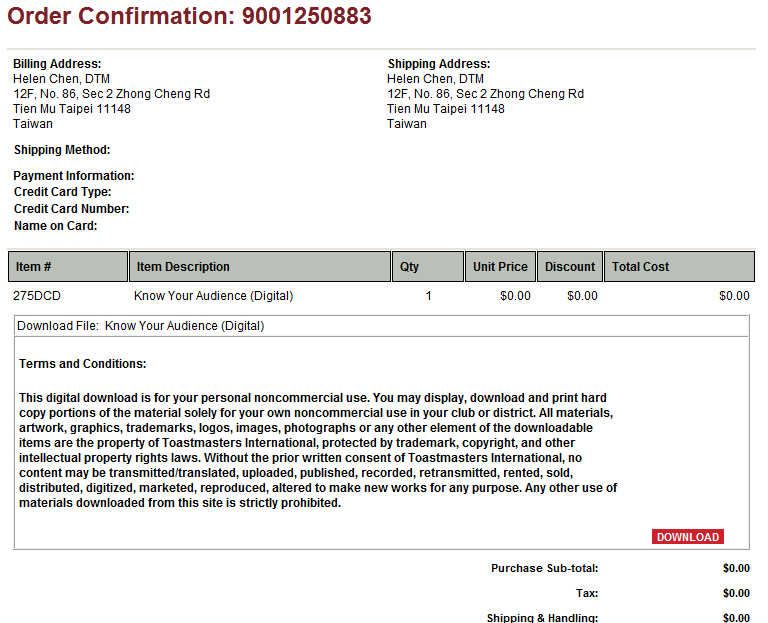 Order Confirmation: 9001250883
Billing Address:
Helen Chen, DTM
12F, No. 86, Sec 2 Zhong Cheng Rd
Tien Mu Taipei 11148
Taiwan
Shipping Address:
Helen Chen, DTM
12F, No. 86, Sec 2 Zhong Cheng Rd
Tien Mu Taipei 11148
Taiwan
Shipping Method:
Payment Information:
Credit Card Type:
Credit Card Number:
Name on Card:
Item # Item Description Qty Unit Price Discount Total Cost
275DCD Know Your Audience (Digital) 1 $0.00 $0.00 $0.00
Download File: Know Your Audience (Digital)
Terms and Conditions:
This digital download is for your personal noncommercial use. You may display, download and print hard
copy portions of the material solely for your own noncommercial use in your club or district. All materials,
artwork, graphics, trademarks, logos, images, photographs or any other element of the downloadable
items are the property of Toastmasters International, protected by trademark, copyright, and other
intellectual property rights laws. Without the prior written consent of Toastmasters International, no
content may be transmitted/translated, uploaded, published, recorded, retransmitted, rented, sold,
distributed, digitized, marketed, reproduced, altered to make new works for any purpose. Any other use of
materials downloaded from this site is strictly prohibited.
DOWNLOAD
Purchase Sub-total: $0.00
Tax: $0.00
Shipping & Handling: $0.00